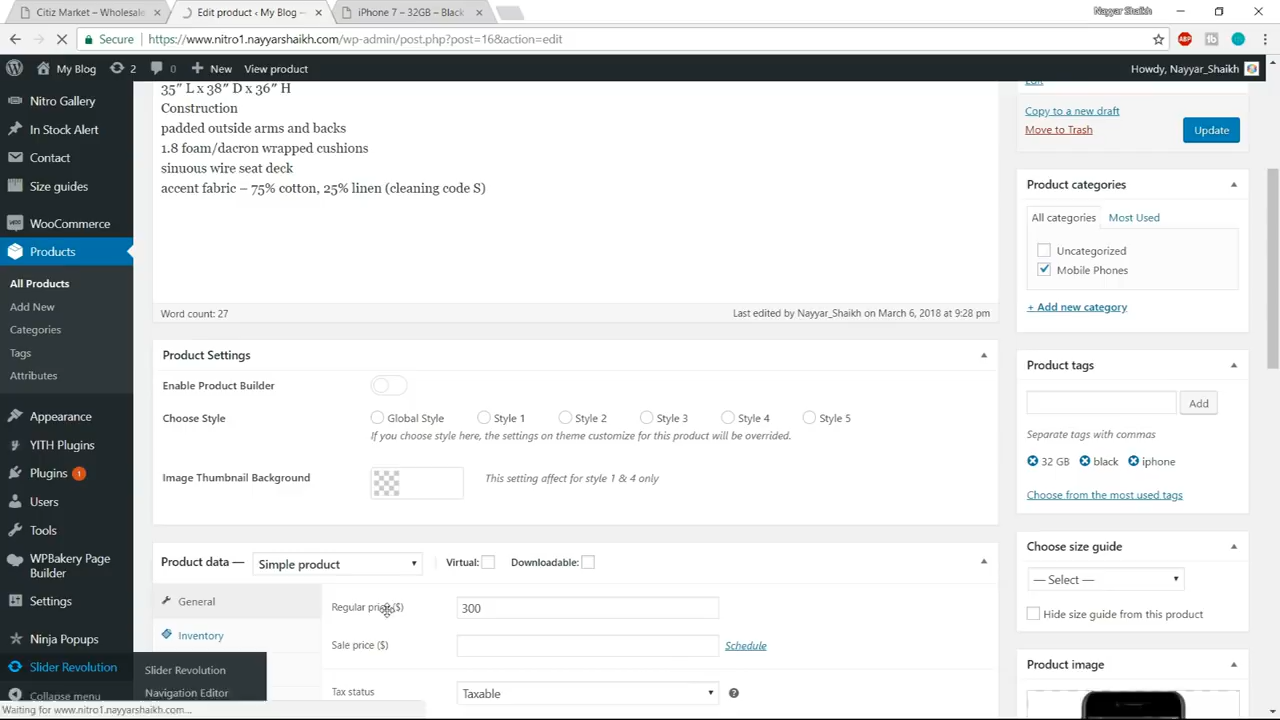 Citiz Market – Wholesale
Edit product ‹ My Blog —
iPhone 7 – 32GB – Black
Nayyar Shaikh
Secure
https://www.nitro1.nayyarshaikh.com/wp-admin/post.php?post=16&action=edit
My Blog
2
New
View product
Howdy, Nayyar_Shaikh
Nitro Gallery
In Stock Alert
Contact
Size guides
WooCommerce
Products
All Products
Add New
Categories
Tags
Attributes
Appearance
YITH Plugins
Plugins 1
Users
Tools
WPBakery Page
Builder
Settings
Ninja Popups
Slider Revolution
Collapse menu
Slider Revolution
Navigation Editor
Waiting for www.nitro1.nayyarshaikh.com...
35″ L x 38″ D x 36″ H
Construction
padded outside arms and backs
1.8 foam/dacron wrapped cushions
sinuous wire seat deck
accent fabric – 75% cotton, 25% linen (cleaning code S)
Word count: 27
Last edited by Nayyar_Shaikh on March 6, 2018 at 9:28 pm
Product Settings
Enable Product Builder
Choose Style
Global Style
Style 1
Style 2
Style 3
Style 4
Style 5
If you choose style here, the settings on theme customize for this product will be overrided.
Image Thumbnail Background
This setting affect for style 1 & 4 only
Product data —
Simple product
Virtual:
Downloadable:
General
Inventory
Regular price ($)
300
Sale price ($)
Schedule
Tax status
Taxable
Edit
Copy to a new draft
Move to Trash
Update
Product categories
All categories
Most Used
Uncategorized
Mobile Phones
+ Add new category
Product tags
Add
Separate tags with commas
32 GB
black
iphone
Choose from the most used tags
Choose size guide
— Select —
Hide size guide from this product
Product image